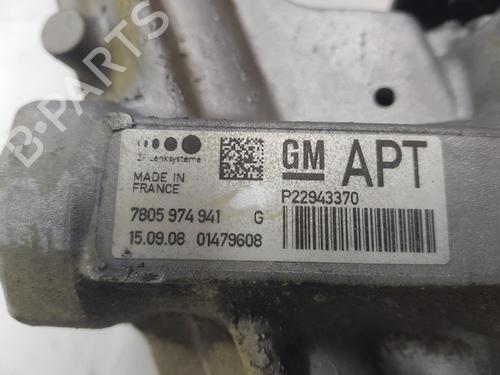 B-PARTS
ZF Lenksysteme
MADE IN
FRANCE
7805 974 941 G
15.09.08 01479608
GM APT
P22943370